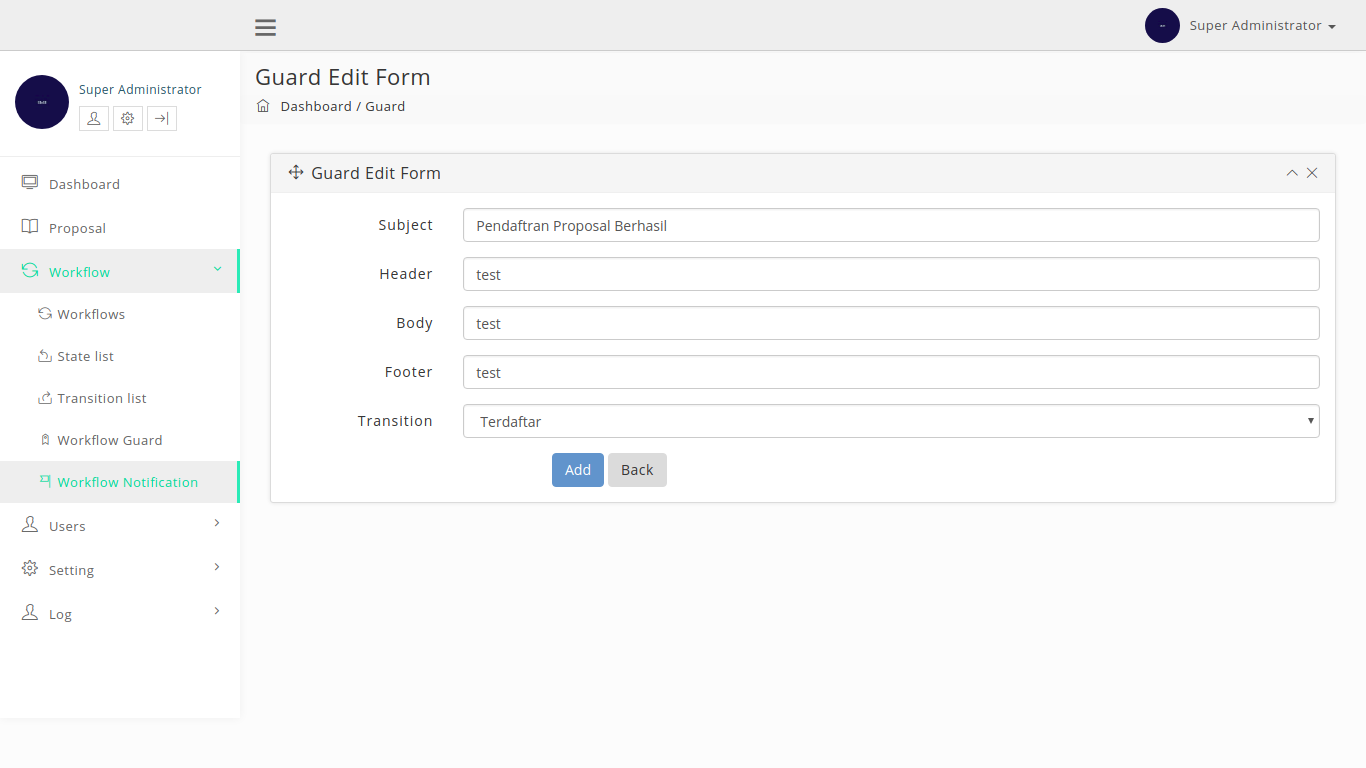 Super Administrator
Super Administrator
Dashboard
Proposal
Workflow
Workflows
State list
Transition list
Workflow Guard
Workflow Notification
Users
Setting
Log
Guard Edit Form
Dashboard / Guard
Guard Edit Form
Subject Pendaftran Proposal Berhasil
Header test
Body test
Footer test
Transition Terdaftar
Add Back